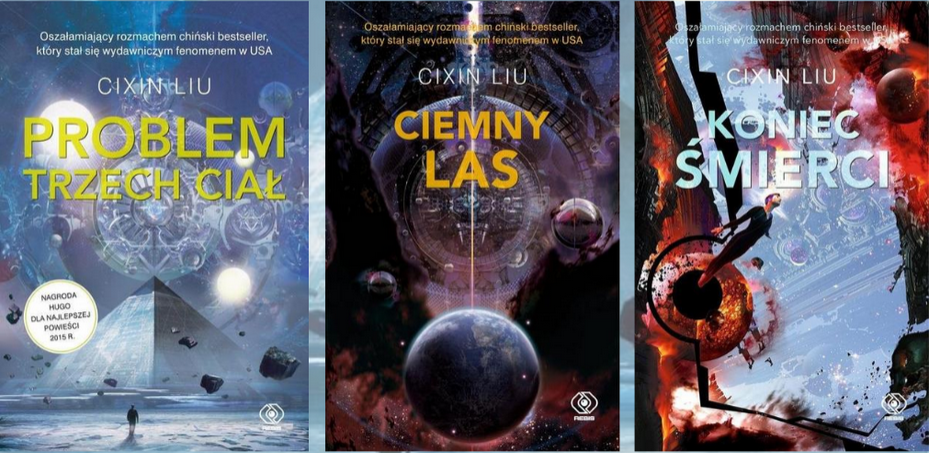 Oszałamiający rozmachem chiński bestseller,
który stał się wydawniczym fenomenem w USA
CIXIN LIU
PROBLEM
TRZECH CIAŁ
NAGRODA
HUGO
DLA NAJLEPSZEJ
POWIEŚCI
2015 R.
REBIS
Oszałamiający rozmachem chiński bestseller,
który stał się wydawniczym fenomenem w USA
CIXIN LIU
CIEMNY
LAS
REBIS
Oszałamiający rozmachem chiński bestseller,
który stał się wydawniczym fenomenem w USA
CIXIN LIU
KONIEC
ŚMIERCI
REBIS